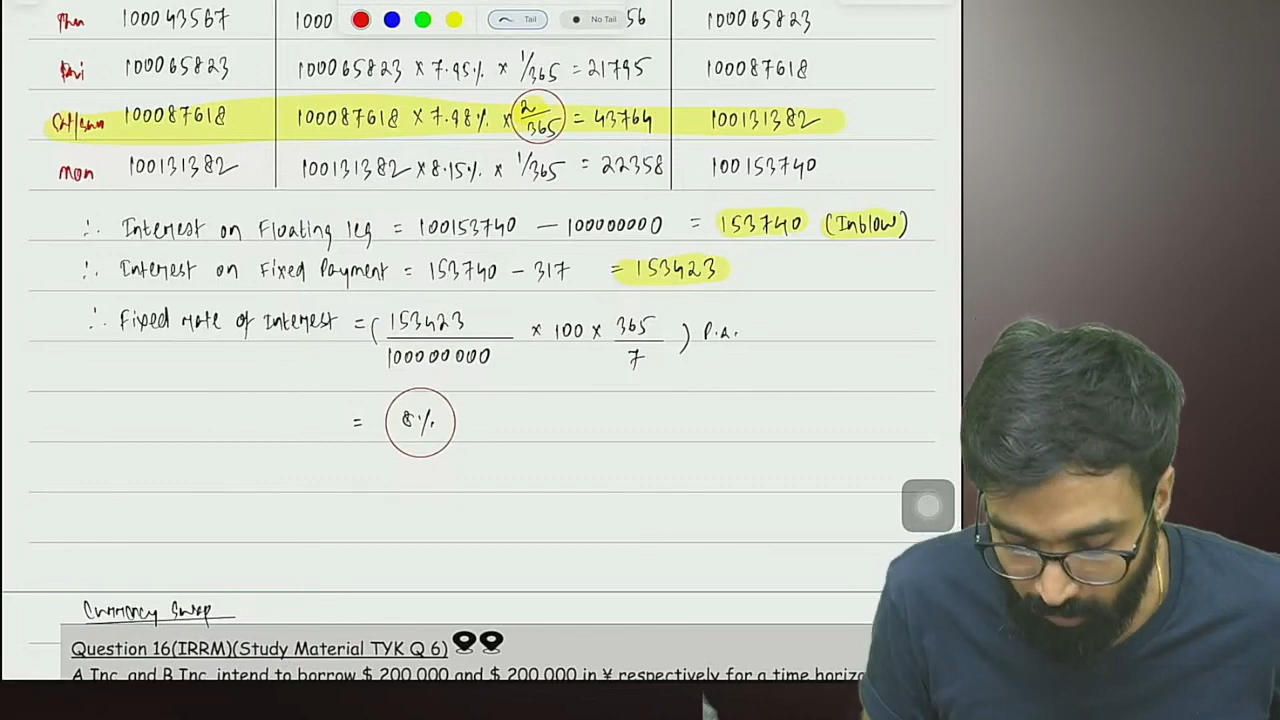 Thu 100043567 1000 Tail No Tail 56 100065823
Fri 100065823 100065823 × 7.95% × 1/365 = 21795 100087618
Sat/Sun 100087618 100087618 × 7.98% × 2/365 = 43764 100131382
Mon 100131382 100131382 × 8.15% × 1/365 = 22358 100153740
∴ Interest on Floating leg = 100153740 – 100000000 = 153740 (Inflow)
∴ Interest on Fixed Payment = 153740 – 317 = 153423
∴ Fixed rate of Interest = ( 153423 / 100000000 × 100 × 365 / 7 ) P.a.
= 8%
Currency Swap
Question 16(IRRM)(Study Material TYK Q 6)
A Inc. and B Inc. intend to borrow $ 200 000 and $ 200 000 in ¥ respectively for a time horiz